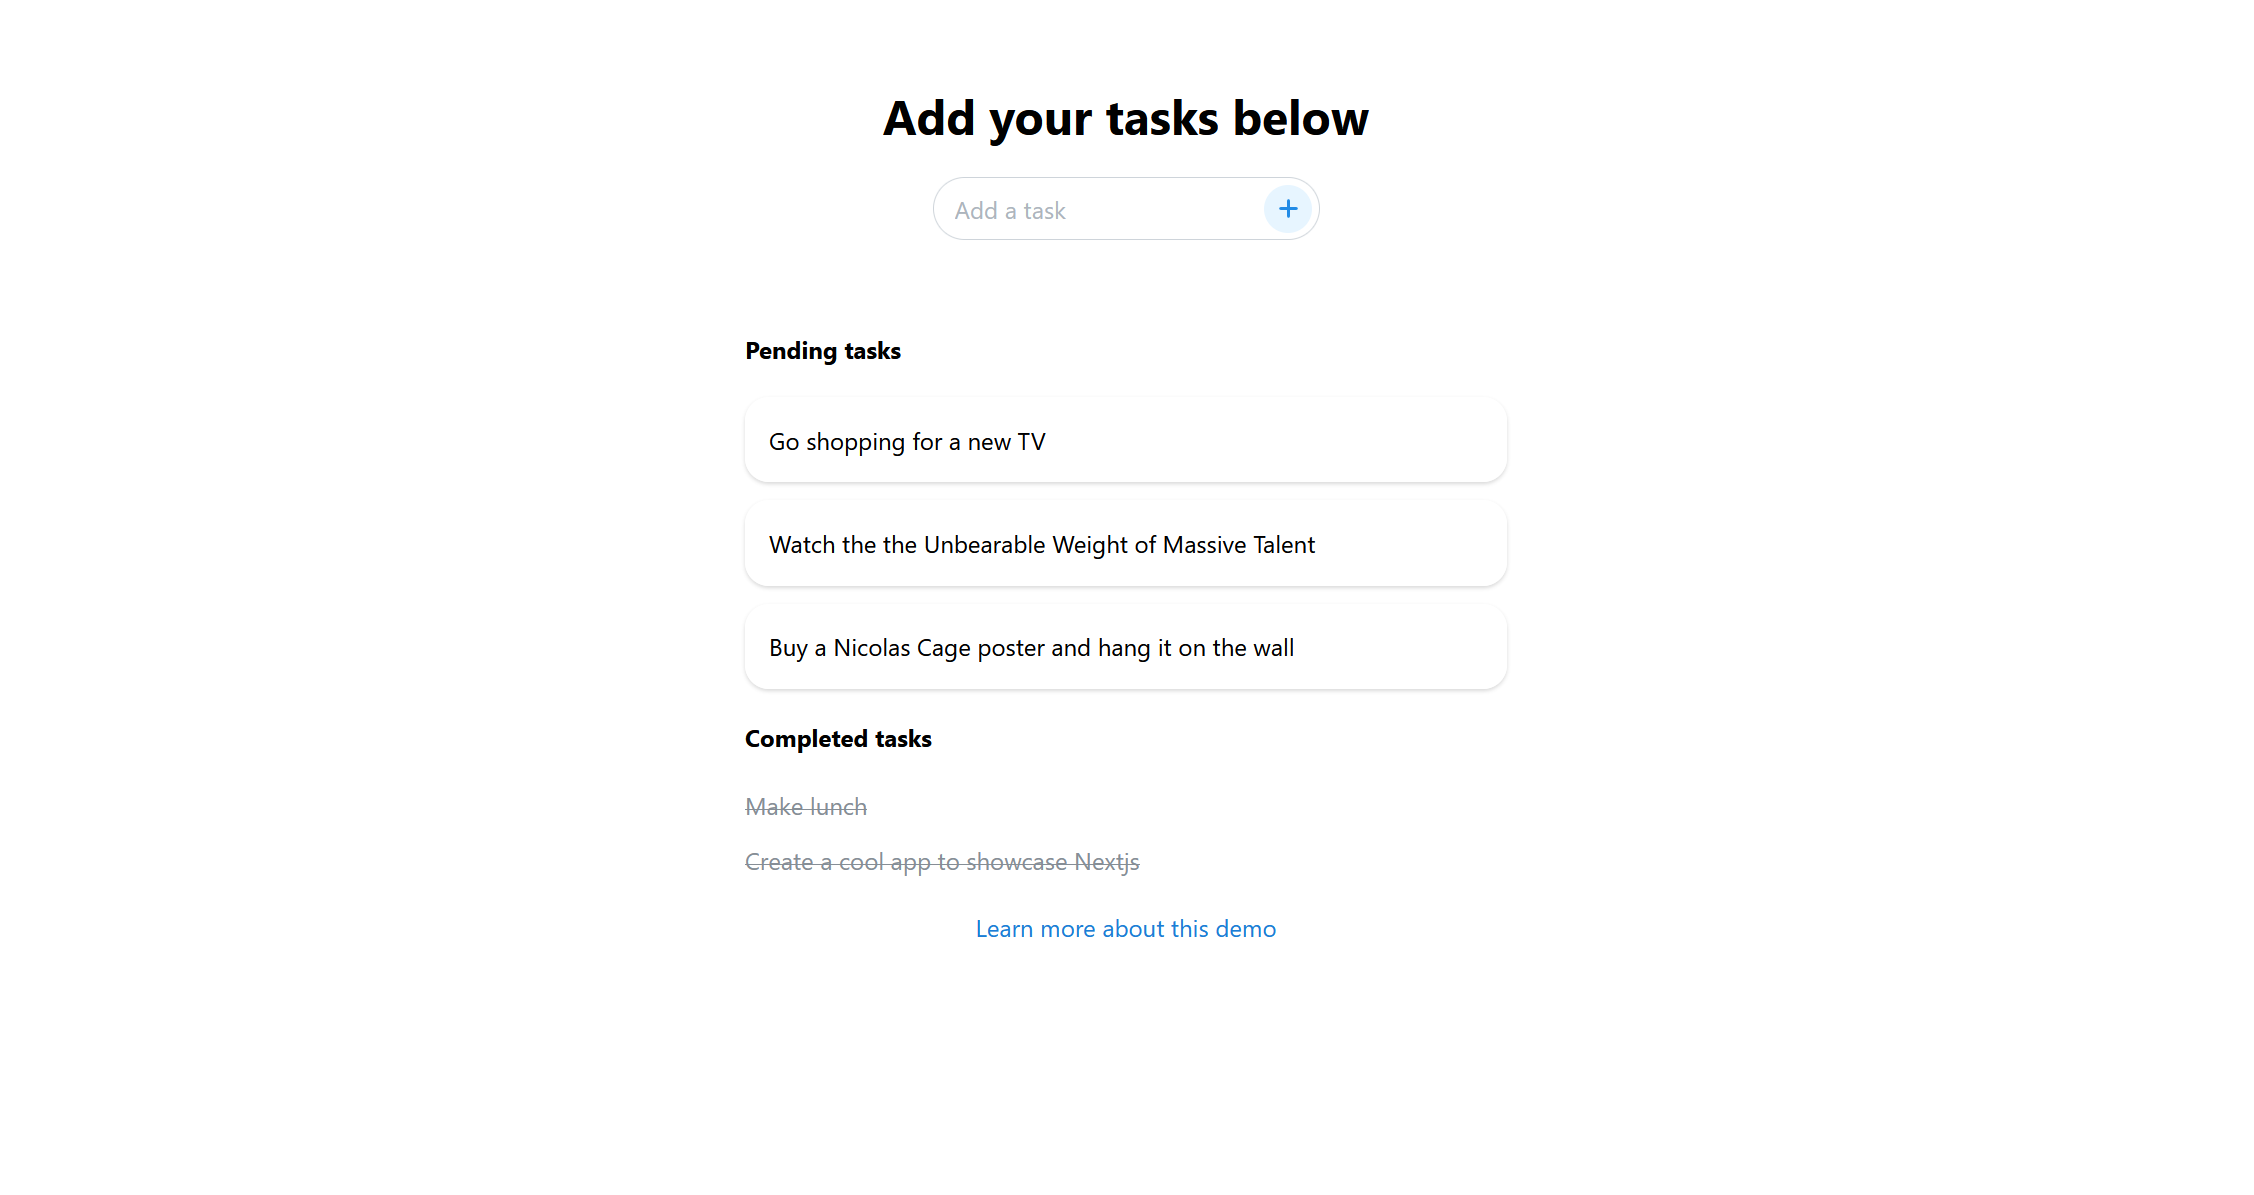 Add your tasks below
Add a task
Pending tasks
Go shopping for a new TV
Watch the the Unbearable Weight of Massive Talent
Buy a Nicolas Cage poster and hang it on the wall
Completed tasks
Make lunch
Create a cool app to showcase Nextjs
Learn more about this demo